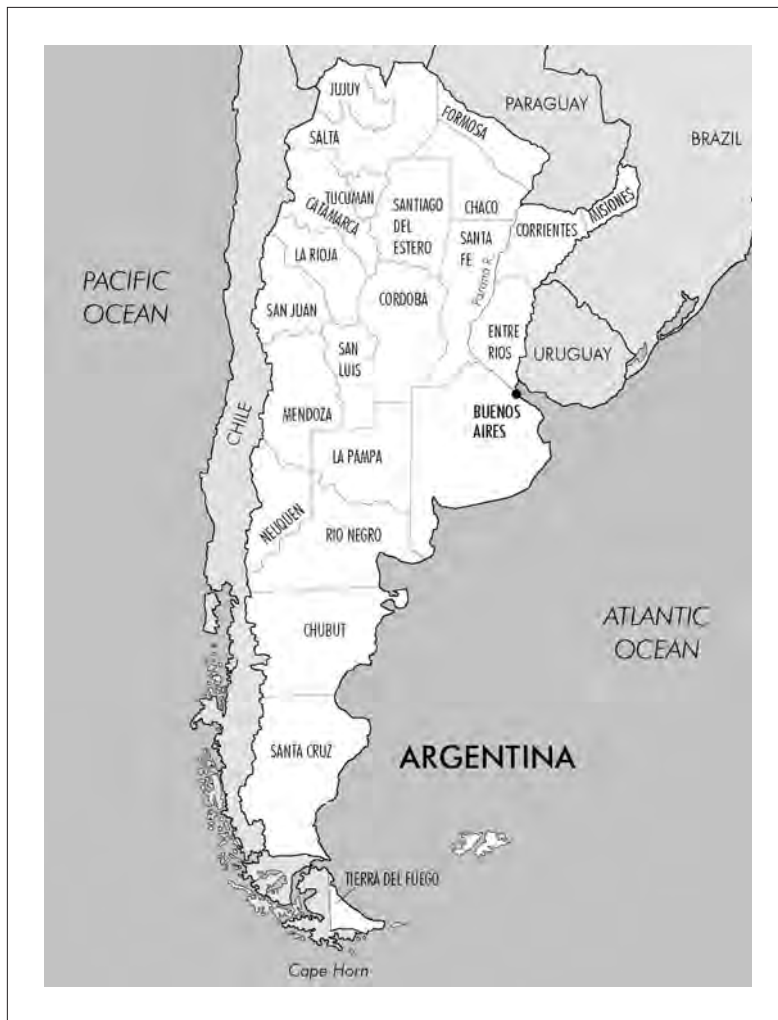 JUJUY
PARAGUAY
FORMOSA
SALTA
BRAZIL
TUCUMAN
CATAMARCA
SANTIAGO
DEL
ESTERO
CHACO
MISIONES
SANTA
FE
CORRIENTES
LA RIOJA
PACIFIC
OCEAN
Paraná R.
CORDOBA
SAN JUAN
ENTRE
RIOS
SAN
LUIS
URUGUAY
MENDOZA
CHILE
BUENOS
AIRES
LA PAMPA
NEUQUEN
RIO NEGRO
ATLANTIC
OCEAN
CHUBUT
SANTA CRUZ
ARGENTINA
TIERRA DEL FUEGO
Cape Horn